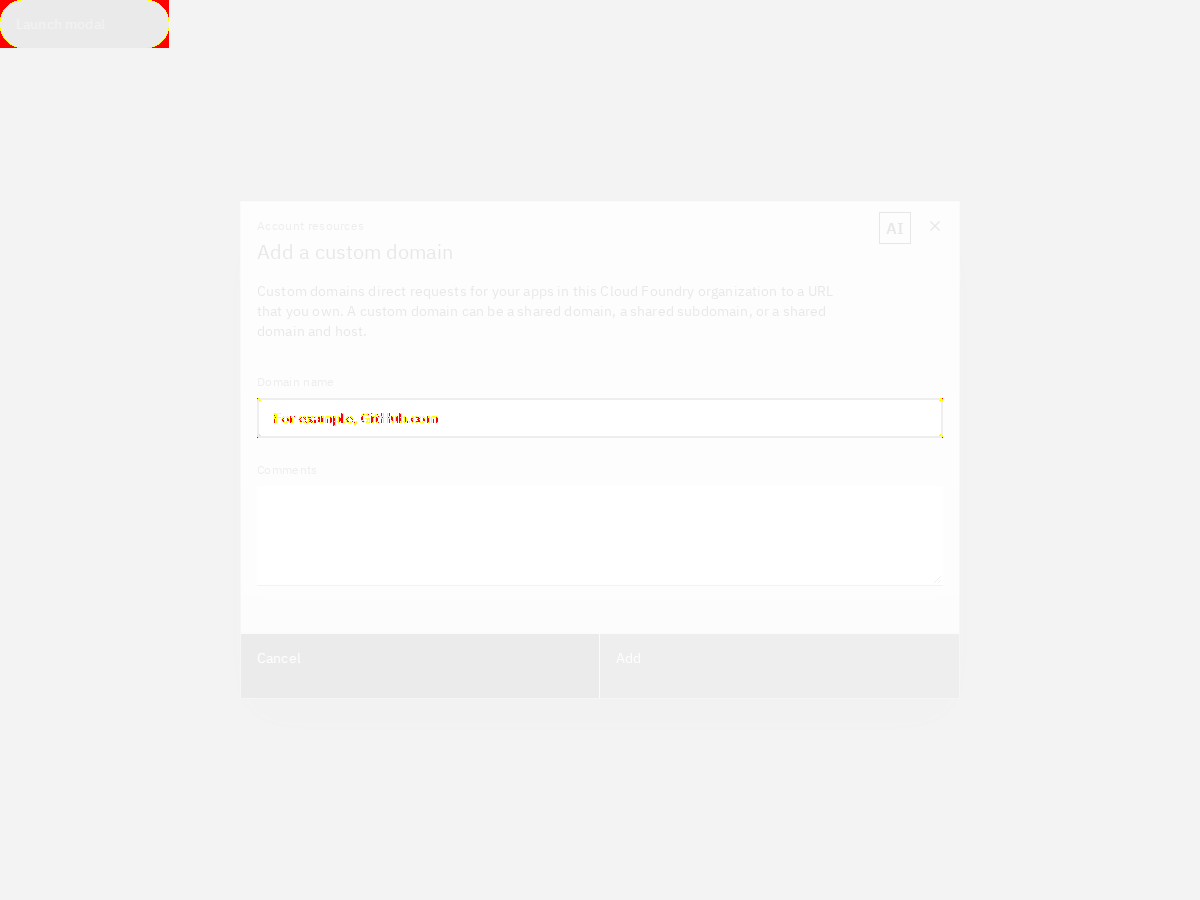 Launch modal
Account resources
AI
Add a custom domain
Custom domains direct requests for your apps in this Cloud Foundry organization to a URL
that you own. A custom domain can be a shared domain, a shared subdomain, or a shared
domain and host.
Domain name
For example, GitHub.com
Comments
Cancel
Add